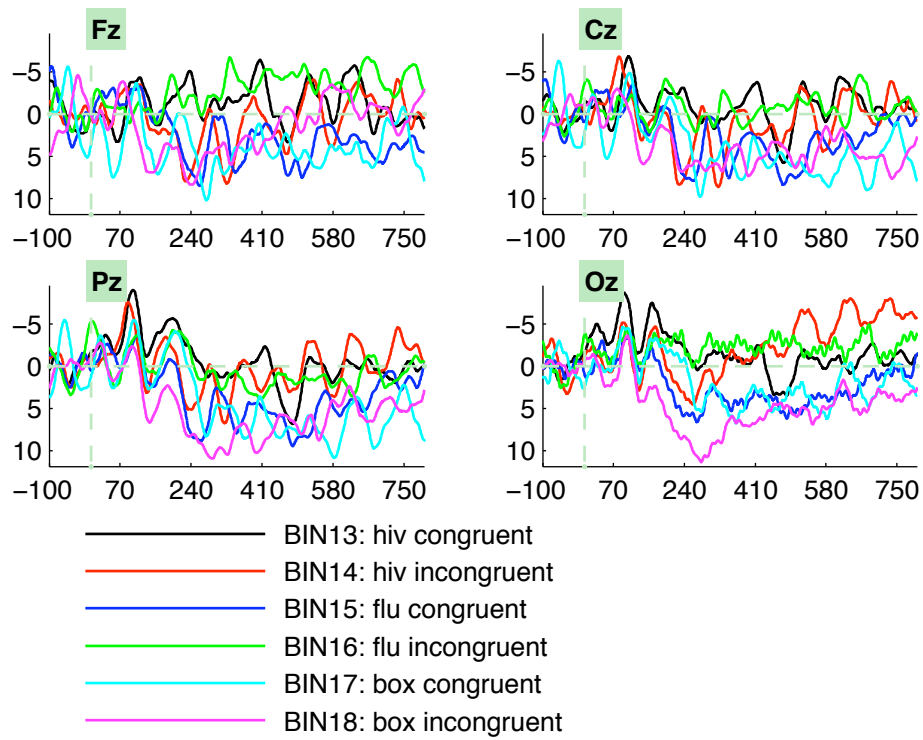 Fz
Cz
−5
0
5
10
−100 70 240 410 580 750
−5
0
5
10
−100 70 240 410 580 750
Pz
Oz
−5
0
5
10
−100 70 240 410 580 750
−5
0
5
10
−100 70 240 410 580 750
BIN13: hiv congruent
BIN14: hiv incongruent
BIN15: flu congruent
BIN16: flu incongruent
BIN17: box congruent
BIN18: box incongruent